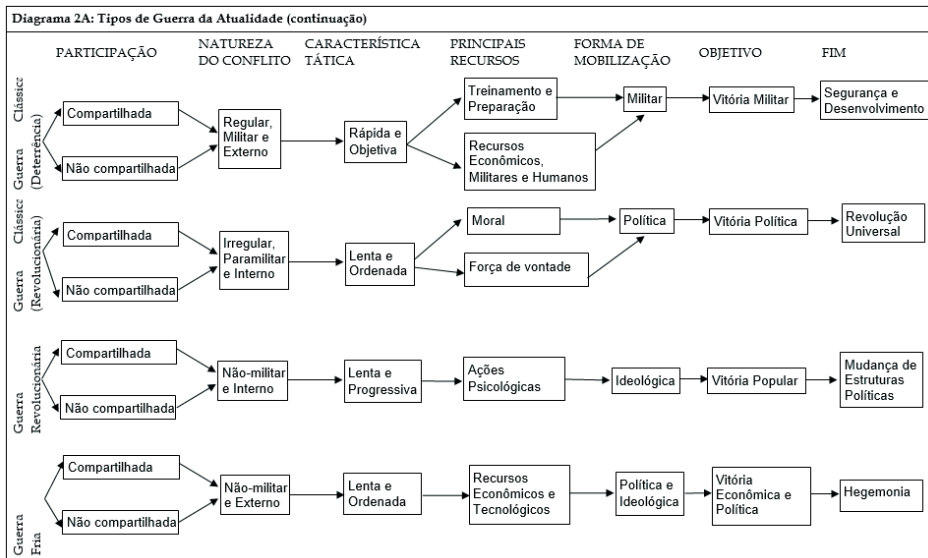 Diagrama 2A: Tipos de Guerra da Atualidade (continuação)
PARTICIPAÇÃO
NATUREZA
DO CONFLITO
CARACTERÍSTICA
TÁTICA
PRINCIPAIS
RECURSOS
FORMA DE
MOBILIZAÇÃO
OBJETIVO
FIM
Guerra Clássica
(Deterrência)
Compartilhada
Não compartilhada
Regular,
Militar e
Externo
Rápida e
Objetiva
Treinamento e
Preparação
Recursos
Econômicos,
Militares e Humanos
Militar
Vitória Militar
Segurança e
Desenvolvimento
Guerra Clássica
(Revolucionária)
Compartilhada
Não compartilhada
Irregular,
Paramilitar
e Interno
Lenta e
Ordenada
Moral
Força de vontade
Política
Vitória Política
Revolução
Universal
Guerra
Revolucionária
Compartilhada
Não compartilhada
Não-militar
e Interno
Lenta e
Progressiva
Ações
Psicológicas
Ideológica
Vitória Popular
Mudança de
Estruturas
Políticas
Guerra
Fria
Compartilhada
Não compartilhada
Não-militar
e Externo
Lenta e
Ordenada
Recursos
Econômicos e
Tecnológicos
Política e
Ideológica
Vitória
Econômica e
Política
Hegemonia